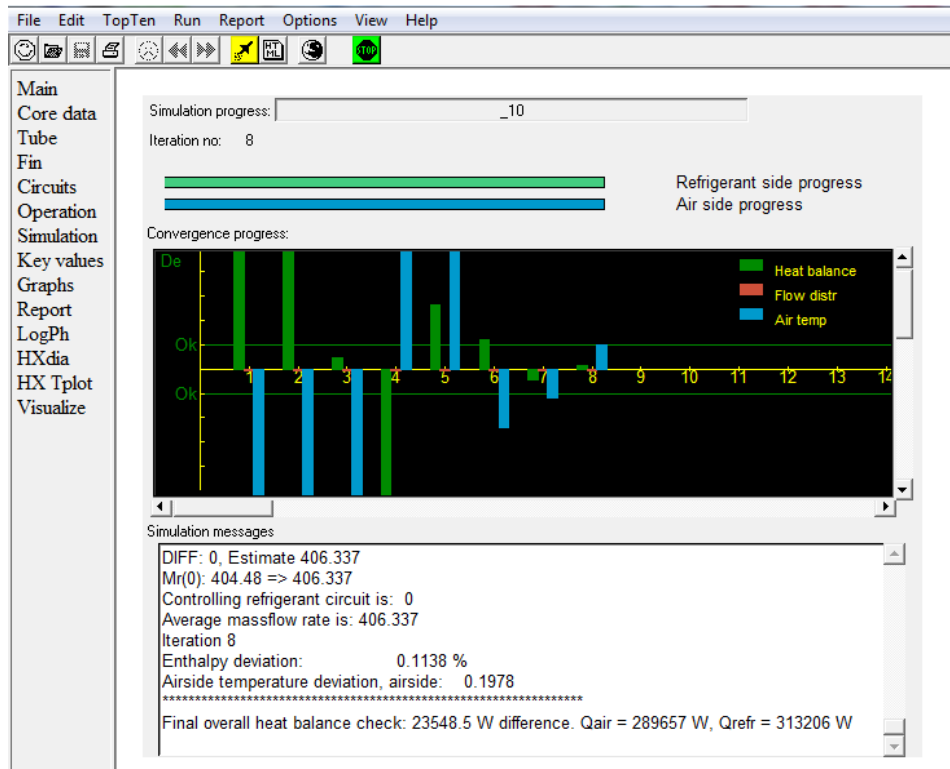 File Edit TopTen Run Report Options View Help
HT
ML
STOP
Main
Core data
Tube
Fin
Circuits
Operation
Simulation
Key values
Graphs
Report
LogPh
HXdia
HX Tplot
Visualize
Simulation progress: _10
Iteration no: 8
Refrigerant side progress
Air side progress
Convergence progress:
De
Heat balance
Flow distr
Air temp
Ok
1 2 3 4 5 6 7 8 9 10 11 12 13 14
Ok
Simulation messages
DIFF: 0, Estimate 406.337
Mr(0): 404.48 => 406.337
Controlling refrigerant circuit is: 0
Average massflow rate is: 406.337
Iteration 8
Enthalpy deviation: 0.1138 %
Airside temperature deviation, airside: 0.1978
******************************************************************
Final overall heat balance check: 23548.5 W difference. Qair = 289657 W, Qrefr = 313206 W